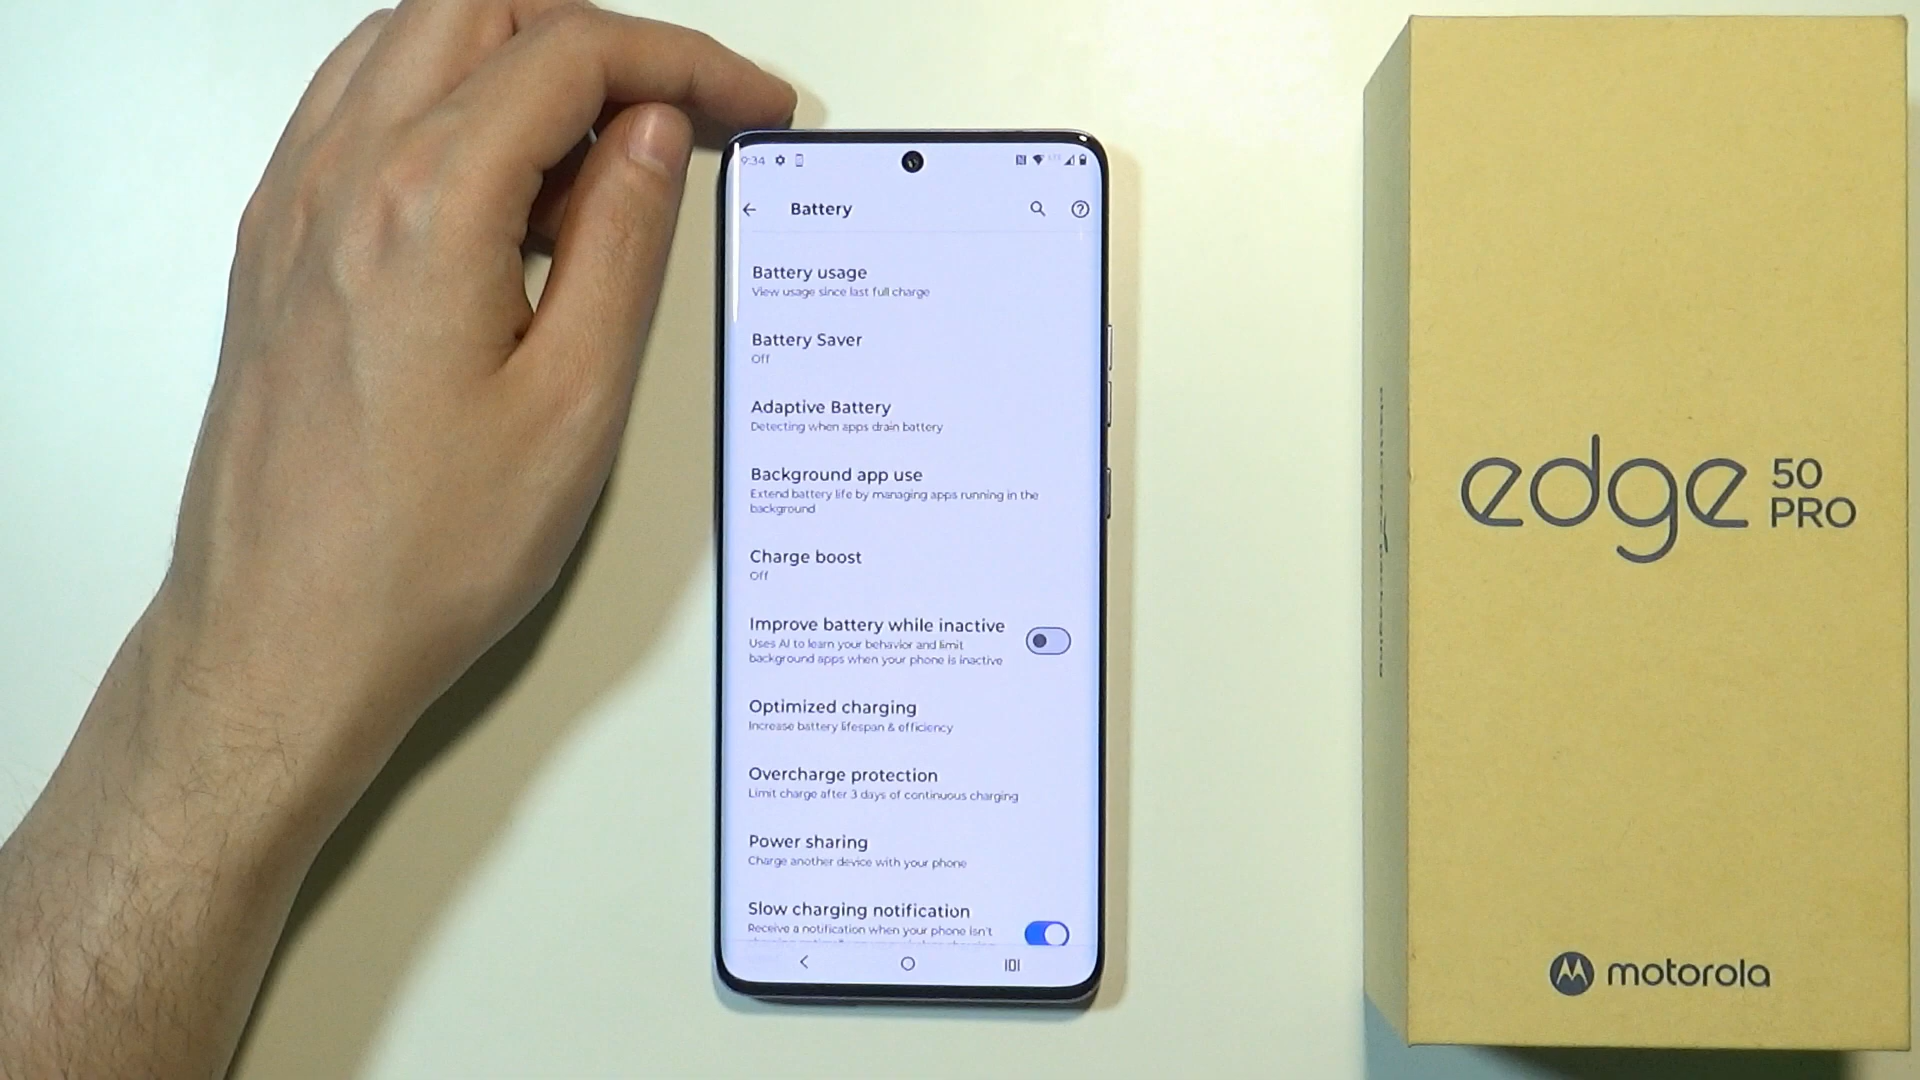 9:34
Battery
Battery usage
View usage since last full charge
Battery Saver
Off
Adaptive Battery
Detecting when apps drain battery
Background app use
Extend battery life by managing apps running in the
background
Charge boost
Off
Improve battery while inactive
Uses AI to learn your behavior and limit
background apps when your phone is inactive
Optimized charging
Increase battery lifespan & efficiency
Overcharge protection
Limit charge after 3 days of continuous charging
Power sharing
Charge another device with your phone
Slow charging notification
Receive a notification when your phone isn't
edge 50
PRO
motorola